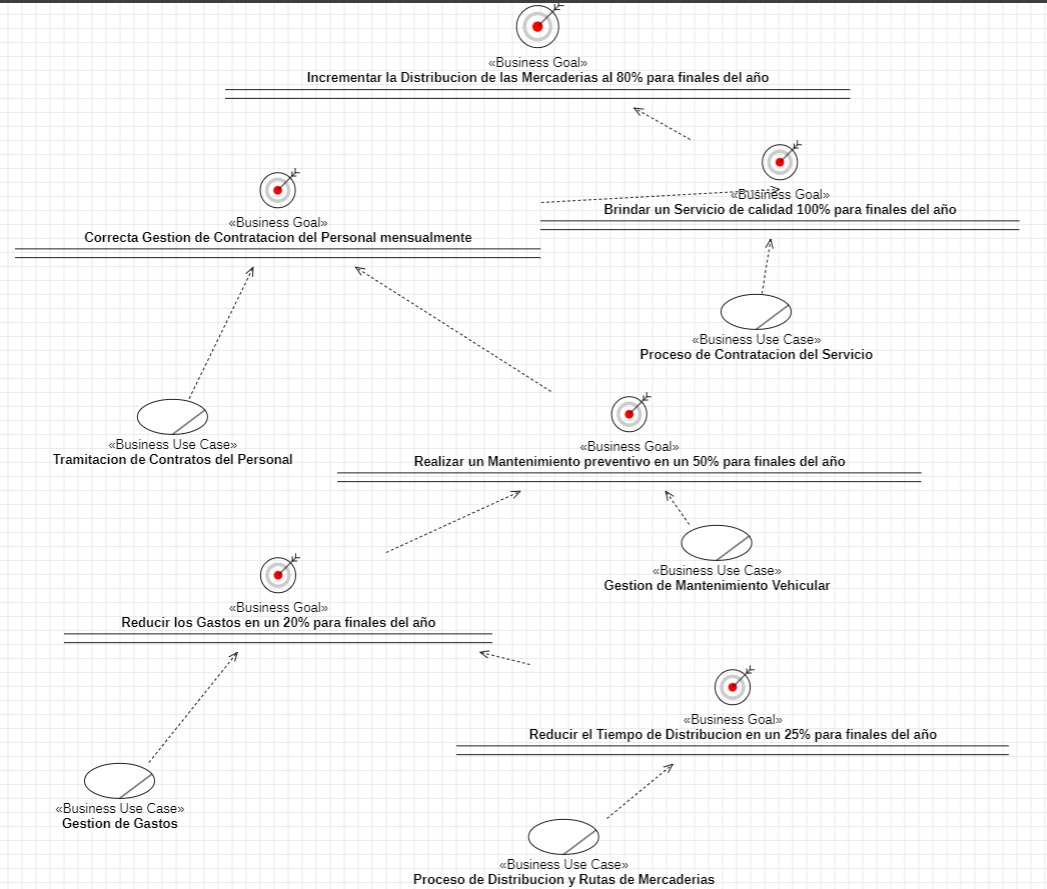 «Business Goal»
Incrementar la Distribucion de las Mercaderias al 80% para finales del año
«Business Goal»
Brindar un Servicio de calidad 100% para finales del año
«Business Goal»
Correcta Gestion de Contratacion del Personal mensualmente
«Business Use Case»
Proceso de Contratacion del Servicio
«Business Use Case»
Tramitacion de Contratos del Personal
«Business Goal»
Realizar un Mantenimiento preventivo en un 50% para finales del año
«Business Use Case»
Gestion de Mantenimiento Vehicular
«Business Goal»
Reducir los Gastos en un 20% para finales del año
«Business Goal»
Reducir el Tiempo de Distribucion en un 25% para finales del año
«Business Use Case»
Gestion de Gastos
«Business Use Case»
Proceso de Distribucion y Rutas de Mercaderias